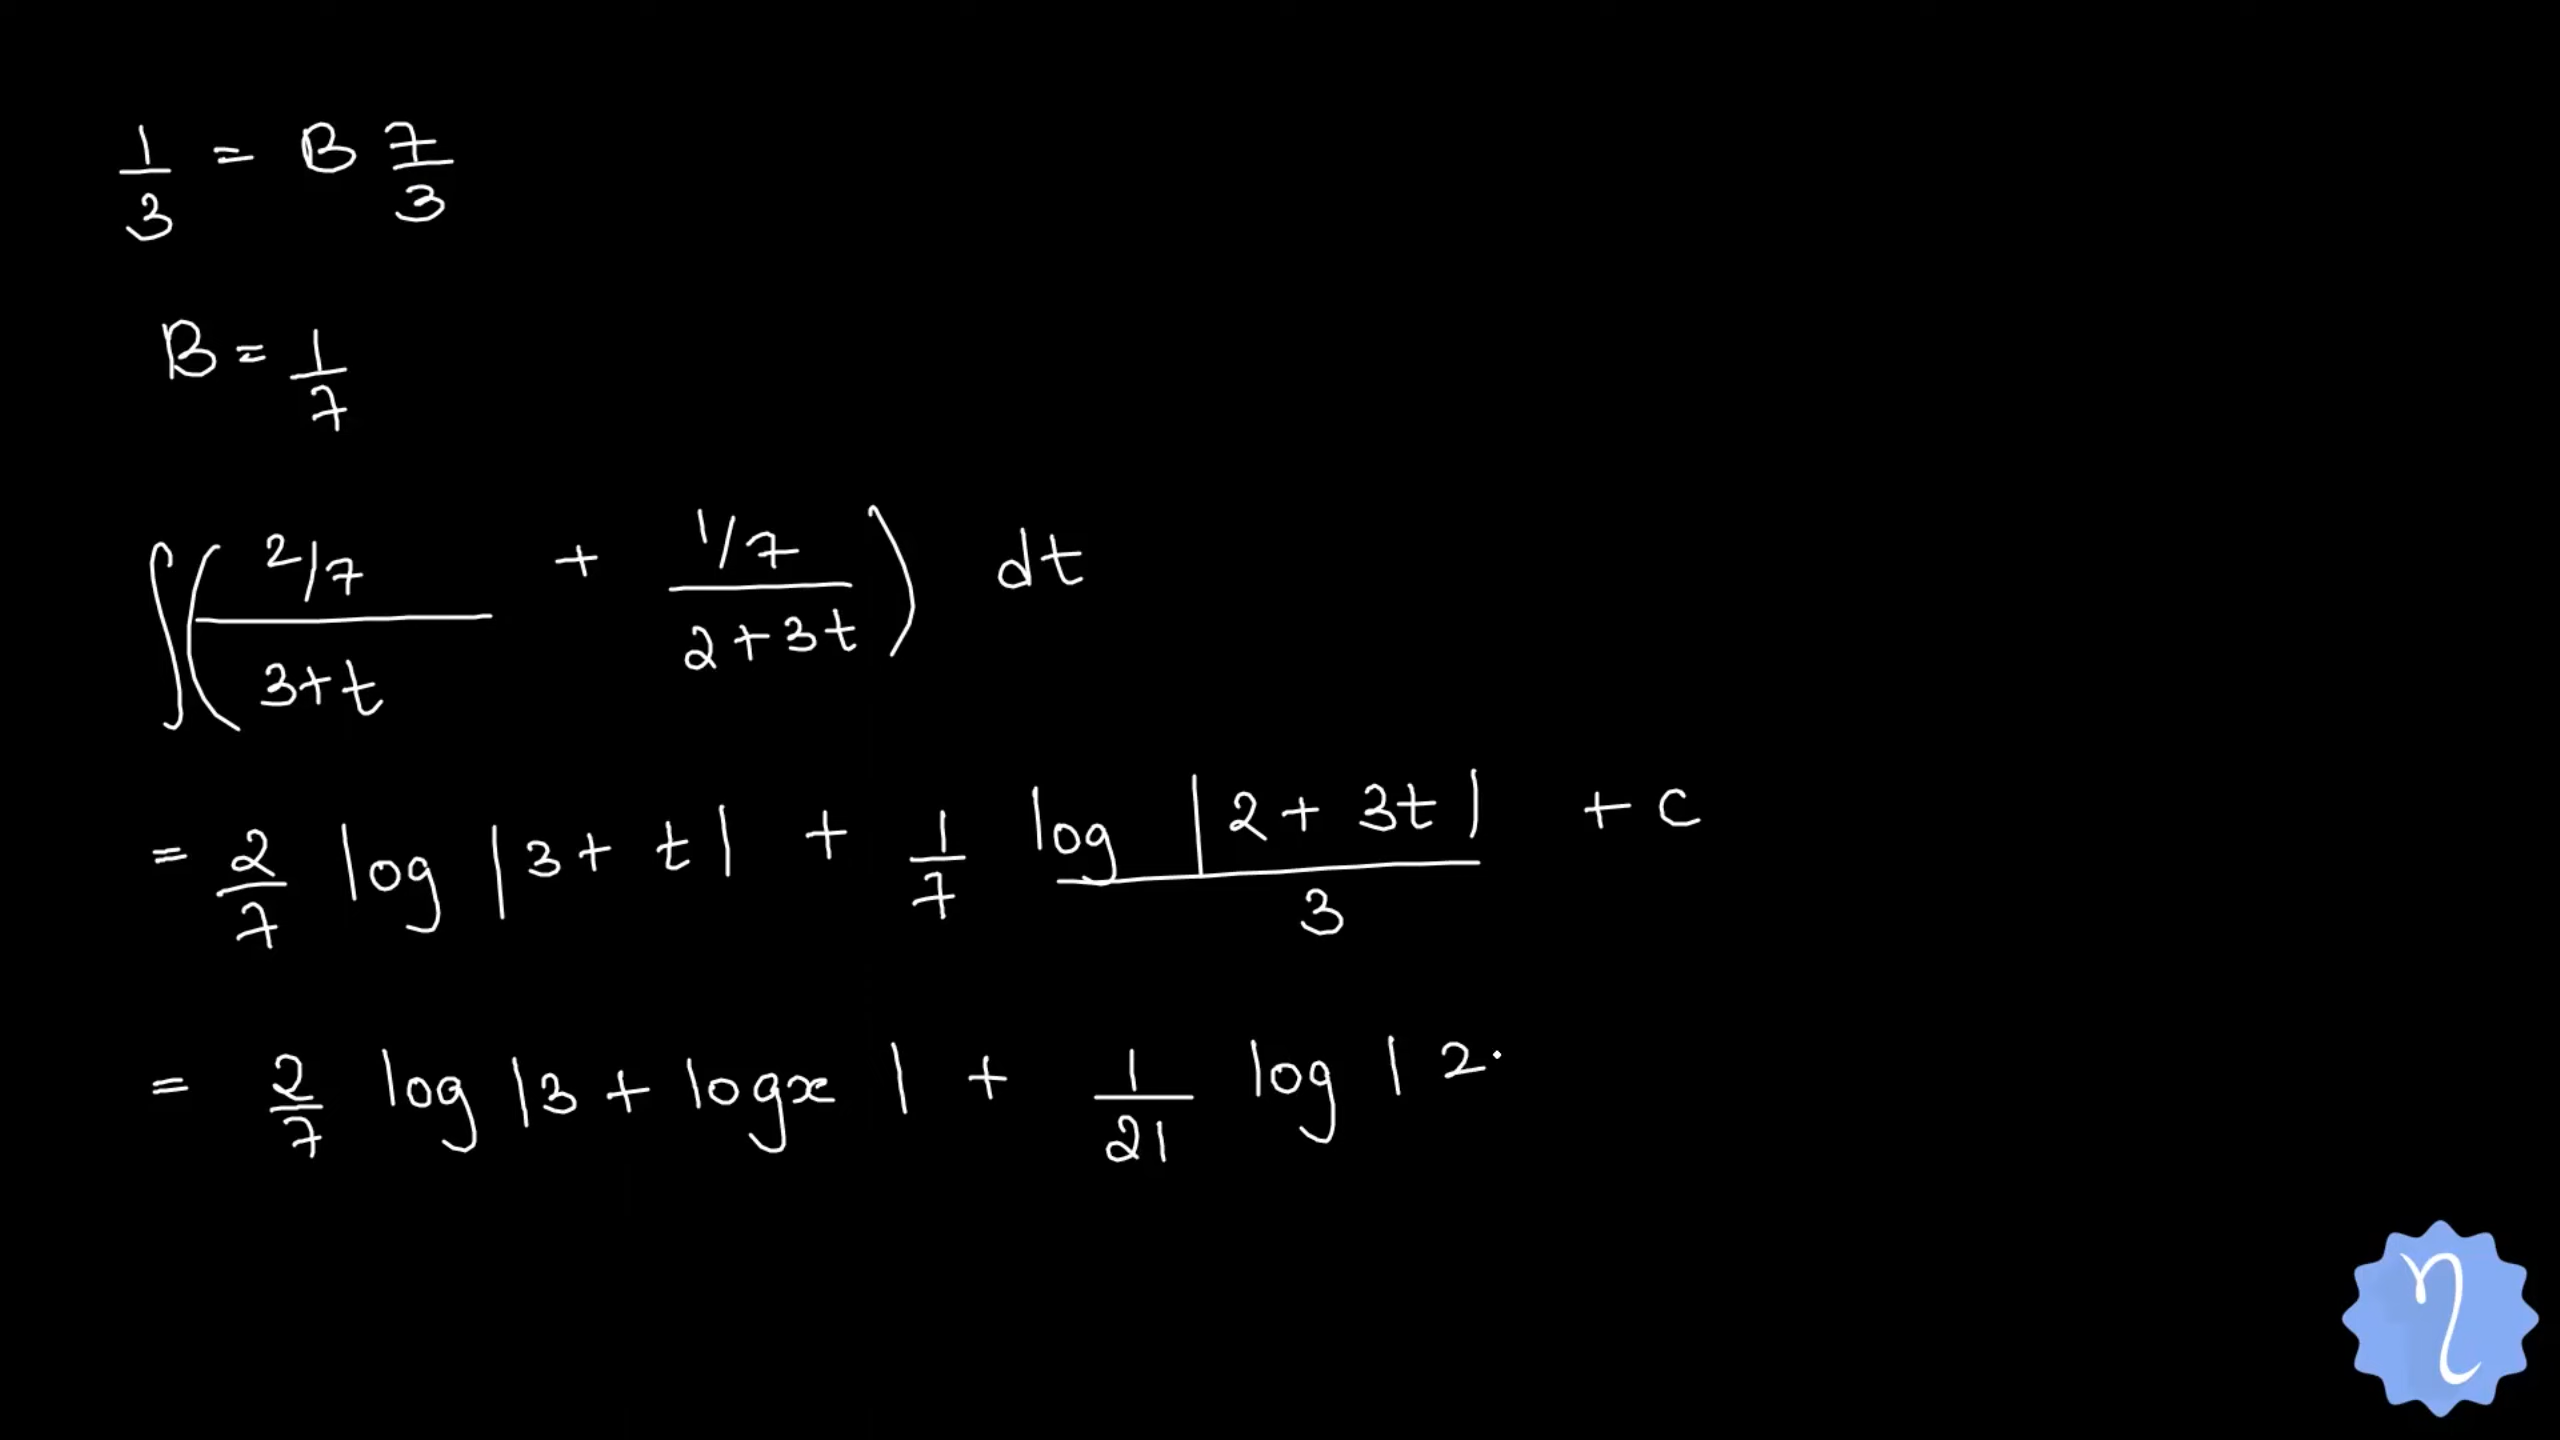 1/3 = B 7/3
B = 1/7
∫( (2/7)/(3+t) + (1/7)/(2+3t) ) dt
= 2/7 log |3+t| + 1/7 log |2+3t|/3 + c
= 2/7 log |3+logx| + 1/21 log |2
η